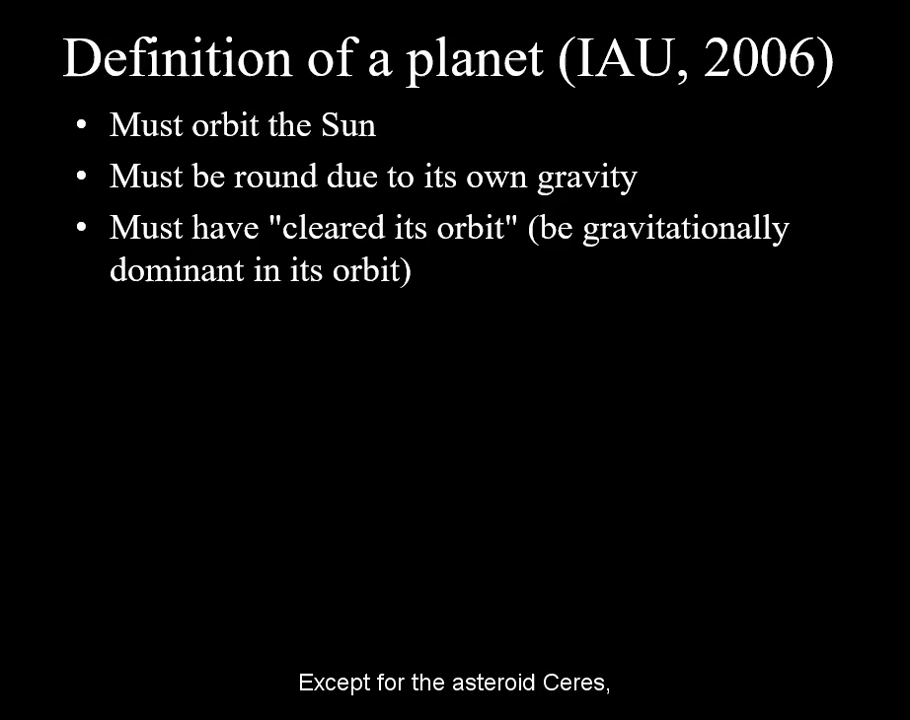 Definition of a planet (IAU, 2006)
• Must orbit the Sun
• Must be round due to its own gravity
• Must have "cleared its orbit" (be gravitationally
dominant in its orbit)
Except for the asteroid Ceres,